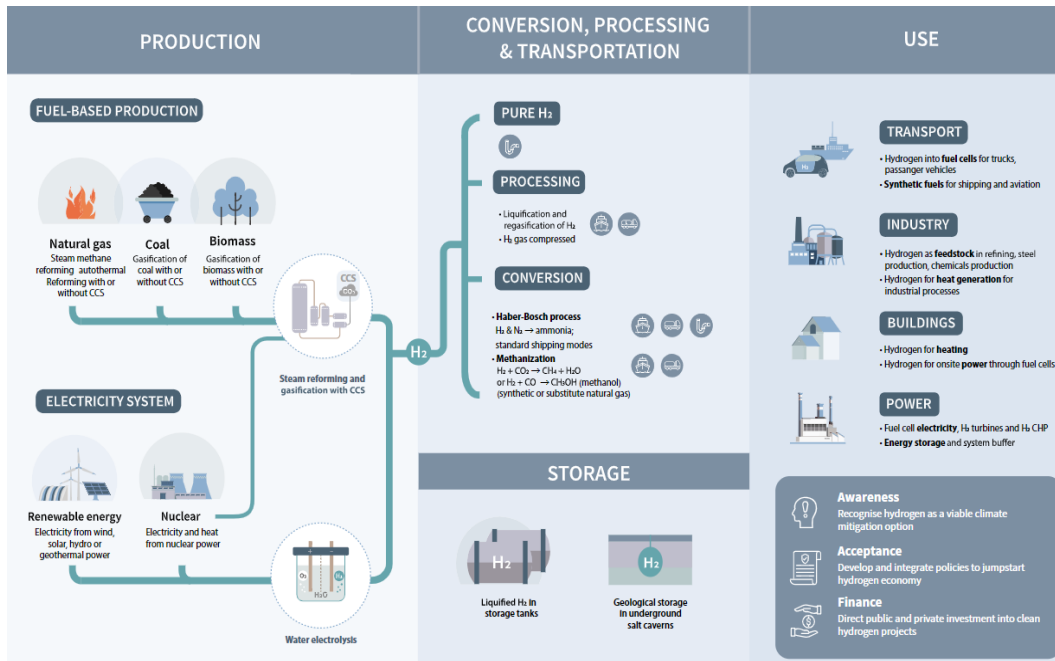 PRODUCTION
FUEL-BASED PRODUCTION
Natural gas
Steam methane
reforming autothermal
Reforming with or
without CCS
Coal
Gasification of
coal with or
without CCS
Biomass
Gasification of
biomass with or
without CCS
CCS
CO₂
Steam reforming and
gasification with CCS
H₂
ELECTRICITY SYSTEM
Renewable energy
Electricity from wind,
solar, hydro or
geothermal power
Nuclear
Electricity and heat
from nuclear power
O₂
H₂
H₂O
Water electrolysis
CONVERSION, PROCESSING
& TRANSPORTATION
PURE H₂
PROCESSING
• Liquification and
regasification of H₂
• H₂ gas compressed
CONVERSION
• Haber-Bosch process
H₂ & N₂ → ammonia;
standard shipping modes
• Methanization
H₂ + CO₂ → CH₄ + H₂O
or H₂ + CO → CH₃OH (methanol)
(synthetic or substitute natural gas)
STORAGE
H₂
Liquified H₂ in
storage tanks
H₂
Geological storage
in underground
salt caverns
USE
H₂
TRANSPORT
• Hydrogen into fuel cells for trucks,
passanger vehicles
• Synthetic fuels for shipping and aviation
INDUSTRY
• Hydrogen as feedstock in refining, steel
production, chemicals production
• Hydrogen for heat generation for
industrial processes
BUILDINGS
• Hydrogen for heating
• Hydrogen for onsite power through fuel cells
POWER
• Fuel cell electricity, H₂ turbines and H₂ CHP
• Energy storage and system buffer
Awareness
Recognise hydrogen as a viable climate
mitigation option
Acceptance
Develop and integrate policies to jumpstart
hydrogen economy
Finance
Direct public and private investment into clean
hydrogen projects